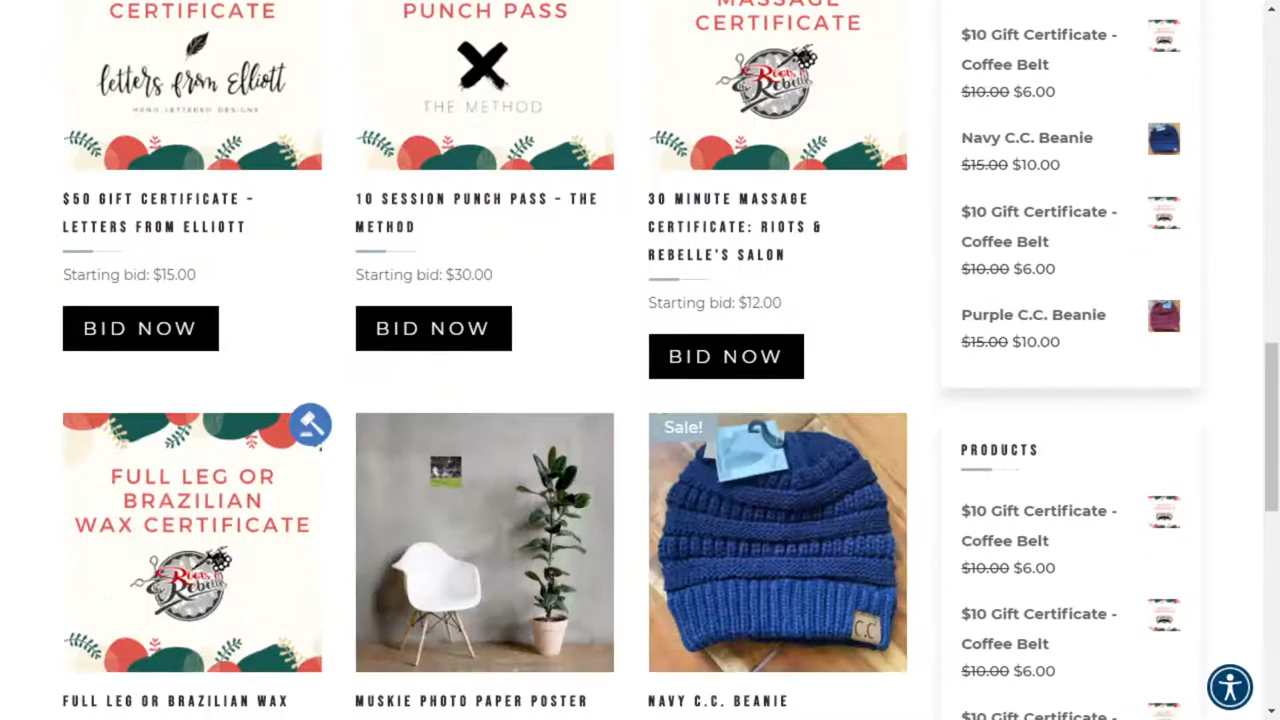 CERTIFICATE
letters from Elliott
HAND LETTERED DESIGNS
$50 GIFT CERTIFICATE –
LETTERS FROM ELLIOTT
Starting bid: $15.00
BID NOW
PUNCH PASS
THE METHOD
10 SESSION PUNCH PASS – THE
METHOD
Starting bid: $30.00
BID NOW
MASSAGE
CERTIFICATE
Rebelle
30 MINUTE MASSAGE
CERTIFICATE: RIOTS &
REBELLE'S SALON
Starting bid: $12.00
BID NOW
FULL LEG OR
BRAZILIAN
WAX CERTIFICATE
Rebelle
FULL LEG OR BRAZILIAN WAX
MUSKIE PHOTO PAPER POSTER
Sale!
C.C
NAVY C.C. BEANIE
$10 Gift Certificate -
Coffee Belt
$10.00 $6.00
Navy C.C. Beanie
$15.00 $10.00
$10 Gift Certificate -
Coffee Belt
$10.00 $6.00
Purple C.C. Beanie
$15.00 $10.00
PRODUCTS
$10 Gift Certificate -
Coffee Belt
$10.00 $6.00
$10 Gift Certificate -
Coffee Belt
$10.00 $6.00
$10 Gift Certificate -